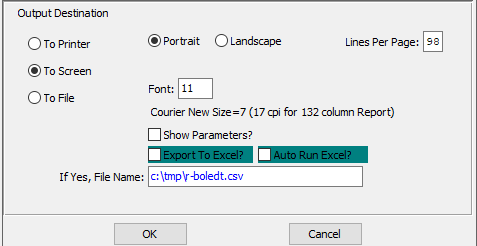 Output Destination
To Printer
Portrait
Landscape
Lines Per Page: 98
To Screen
To File
Font: 11
Courier New Size=7 (17 cpi for 132 column Report)
Show Parameters?
Export To Excel?
Auto Run Excel?
If Yes, File Name: c:\tmp\r-boledt.csv
OK
Cancel